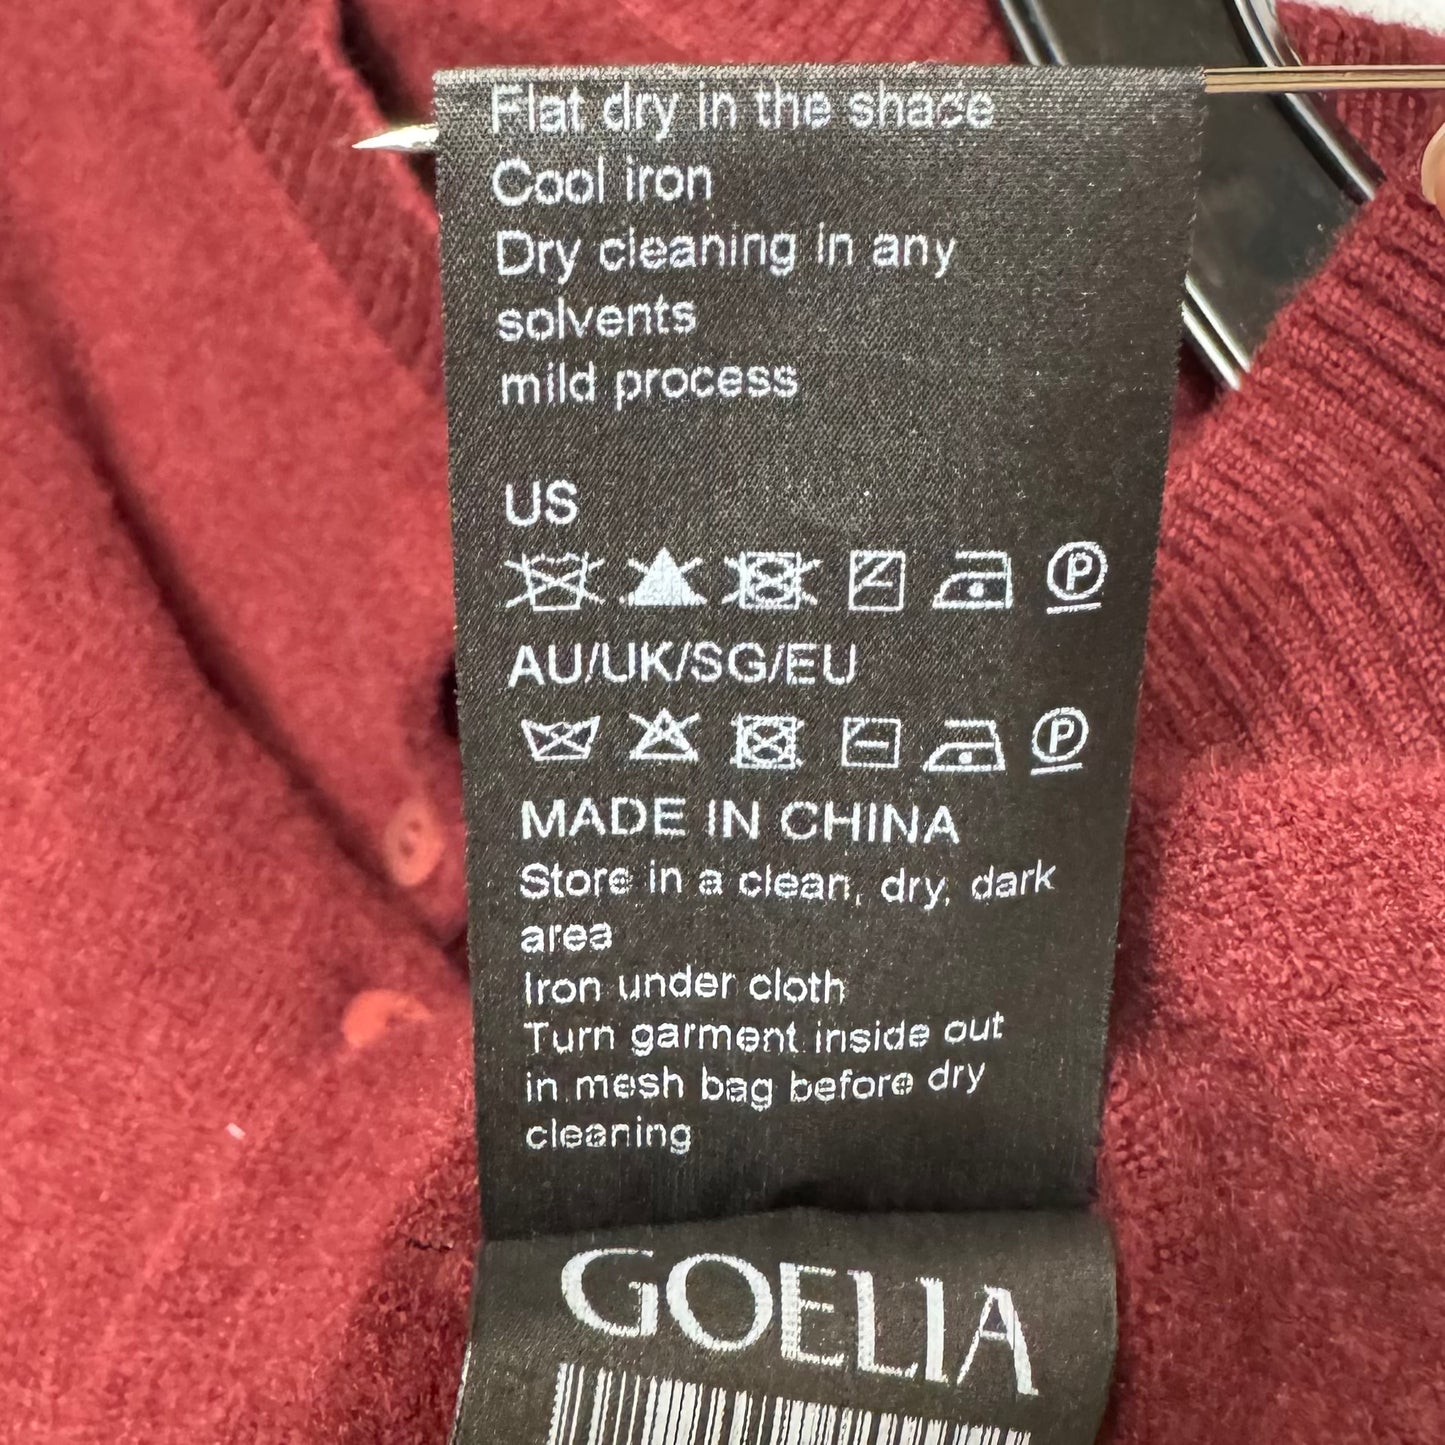 Flat dry in the shade
Cool iron
Dry cleaning in any
solvents
mild process
US
P
AU/UK/SG/EU
P
MADE IN CHINA
Store in a clean, dry, dark
area
Iron under cloth
Turn garment inside out
in mesh bag before dry
cleaning
GOELIA